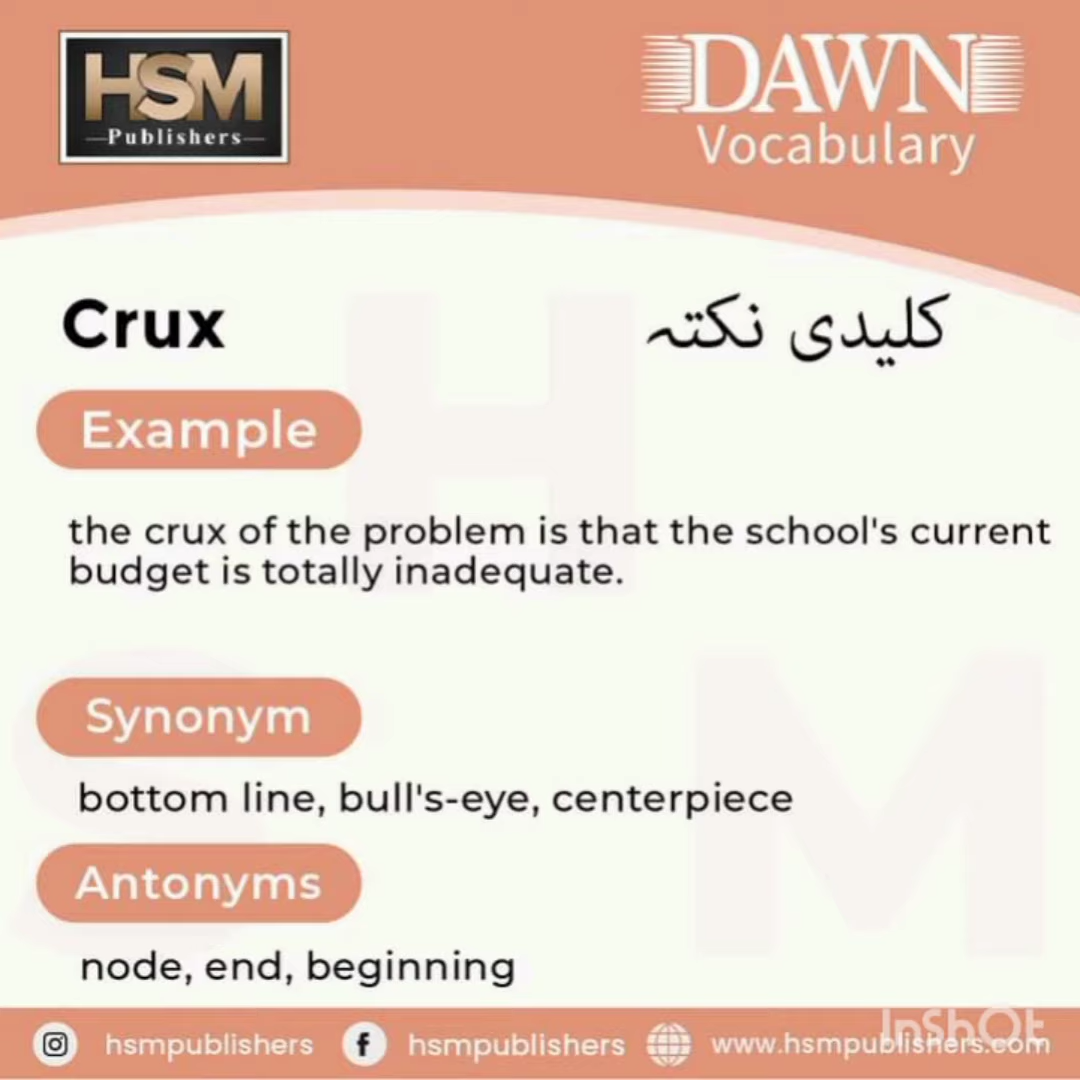 HSM
Publishers
DAWN
Vocabulary
Crux
کلیدی نکتہ
Example
the crux of the problem is that the school's current
budget is totally inadequate.
Synonym
bottom line, bull's-eye, centerpiece
Antonyms
node, end, beginning
hsmpublishers
f hsmpublishers
www.hsmpublishers.com
InShOt
H
S
M